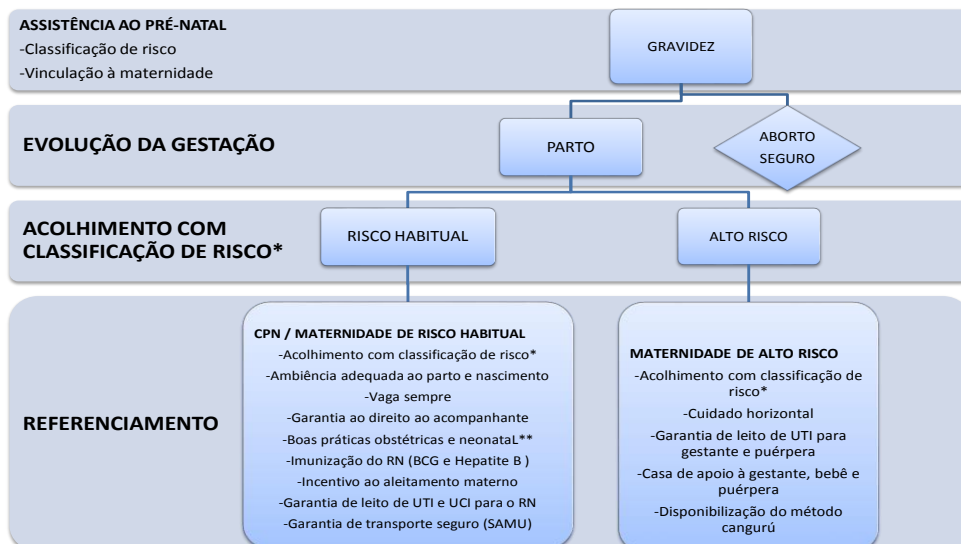 ASSISTÊNCIA AO PRÉ-NATAL
-Classificação de risco
-Vinculação à maternidade
GRAVIDEZ
EVOLUÇÃO DA GESTAÇÃO
PARTO
ABORTO
SEGURO
ACOLHIMENTO COM
CLASSIFICAÇÃO DE RISCO*
RISCO HABITUAL
ALTO RISCO
REFERENCIAMENTO
CPN / MATERNIDADE DE RISCO HABITUAL
-Acolhimento com classificação de risco*
-Ambiência adequada ao parto e nascimento
-Vaga sempre
-Garantia ao direito ao acompanhante
-Boas práticas obstétricas e neonataL**
-Imunização do RN (BCG e Hepatite B )
-Incentivo ao aleitamento materno
-Garantia de leito de UTI e UCI para o RN
-Garantia de transporte seguro (SAMU)
MATERNIDADE DE ALTO RISCO
-Acolhimento com classificação de
risco*
-Cuidado horizontal
-Garantia de leito de UTI para
gestante e puérpera
-Casa de apoio à gestante, bebê e
puérpera
-Disponibilização do método
cangurú